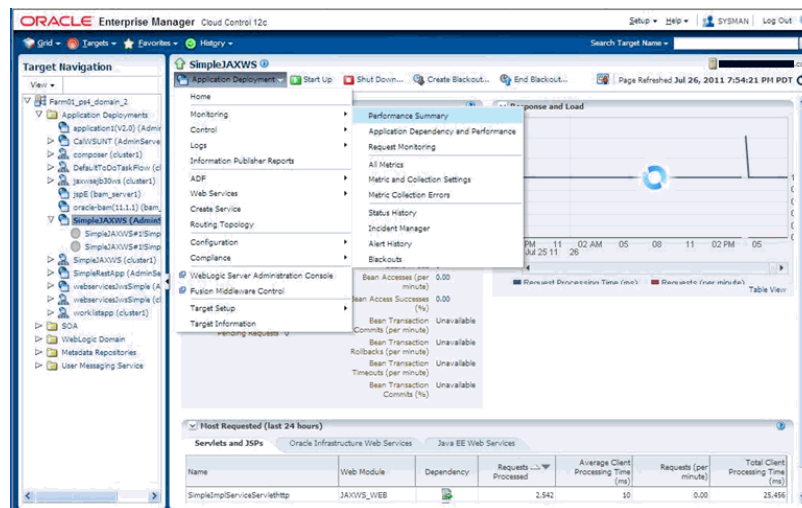 ORACLE Enterprise Manager Cloud Control 12c
Setup Help SYSMAN Log Out
Grid Targets Favorites History
Search Target Name
Target Navigation
View
Farm01_ps4_domain_2
Application Deployments
application1(V2.0) (Admir
CalWSUNT (AdminServe
composer (cluster1)
DefaultToDoTaskFlow (cl
jaxwsejb30ws (cluster1)
jspE (bam_server1)
oracle-bam(11.1.1) (bam_
SimpleJAXWS (AdminS
SimpleJAXWS#1!Simp
SimpleJAXWS#1!Simp
SimpleJAXWS (cluster1)
SimpleRestApp (AdminSe
webservicesJwsSimple (A
webservicesJwsSimple (cl
worklistapp (cluster1)
SOA
WebLogic Domain
Metadata Repositories
User Messaging Service
SimpleJAXWS
Application Deployment Start Up Shut Down... Create Blackout... End Blackout...
Page Refreshed Jul 26, 2011 7:54:21 PM PDT
Home
Monitoring
Control
Logs
Information Publisher Reports
ADF
Web Services
Create Service
Routing Topology
Configuration
Compliance
WebLogic Server Administration Console
Fusion Middleware Control
Target Setup
Target Information
Performance Summary
Application Dependency and Performance
Request Monitoring
All Metrics
Metric and Collection Settings
Metric Collection Errors
Status History
Incident Manager
Alert History
Blackouts
Response and Load
PM 11 02 AM 05 08 11 02 PM 05
Jul 25 11 26
Request Processing Time (ms) Requests (per minute)
Table View
Bean Accesses (per minute) 0.00
Bean Access Successes (%) 0.00
Bean Transaction Commits (per minute) Unavailable
Pending Requests 0
Bean Transaction Rollbacks (per minute) Unavailable
Bean Transaction Timeouts (per minute) Unavailable
Bean Transaction Commits (%) Unavailable
Most Requested (last 24 hours)
Servlets and JSPs Oracle Infrastructure Web Services Java EE Web Services
Name Web Module Dependency Requests Processed Average Client Processing Time (ms) Requests (per minute) Total Client Processing Time (ms)
SimpleImplServiceServlethttp JAXWS_WEB 2,542 10 0.00 25,456